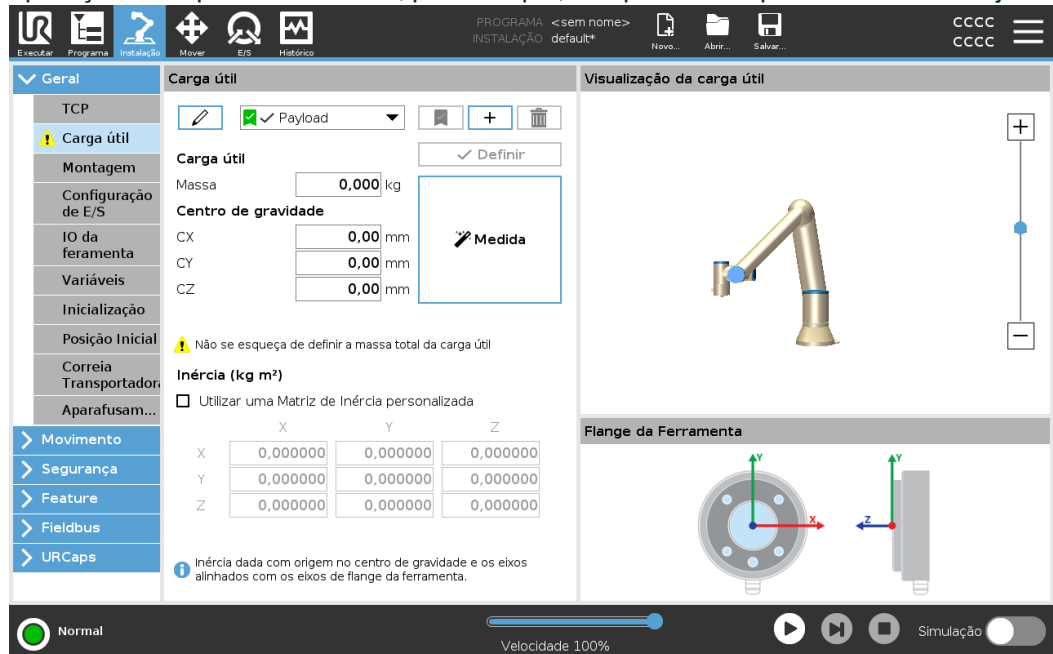 PROGRAMA <sem nome>
INSTALAÇÃO default*
Executar
Programa
Instalação
Mover
E/S
Histórico
Novo...
Abrir...
Salvar...
cccc
cccc
Geral
TCP
Carga útil
Montagem
Configuração
de E/S
IO da
feramenta
Variáveis
Inicialização
Posição Inicial
Correia
Transportadora
Aparafusam...
Movimento
Segurança
Feature
Fieldbus
URCaps
Carga útil
Payload
Definir
Carga útil
Massa 0,000 kg
Centro de gravidade
CX 0,00 mm
CY 0,00 mm
CZ 0,00 mm
Medida
Não se esqueça de definir a massa total da carga útil
Inércia (kg m²)
Utilizar uma Matriz de Inércia personalizada
X Y Z
X 0,000000 0,000000 0,000000
Y 0,000000 0,000000 0,000000
Z 0,000000 0,000000 0,000000
Inércia dada com origem no centro de gravidade e os eixos
alinhados com os eixos de flange da ferramenta.
Visualização da carga útil
Flange da Ferramenta
Y
X
Y
Z
Normal
Velocidade 100%
Simulação